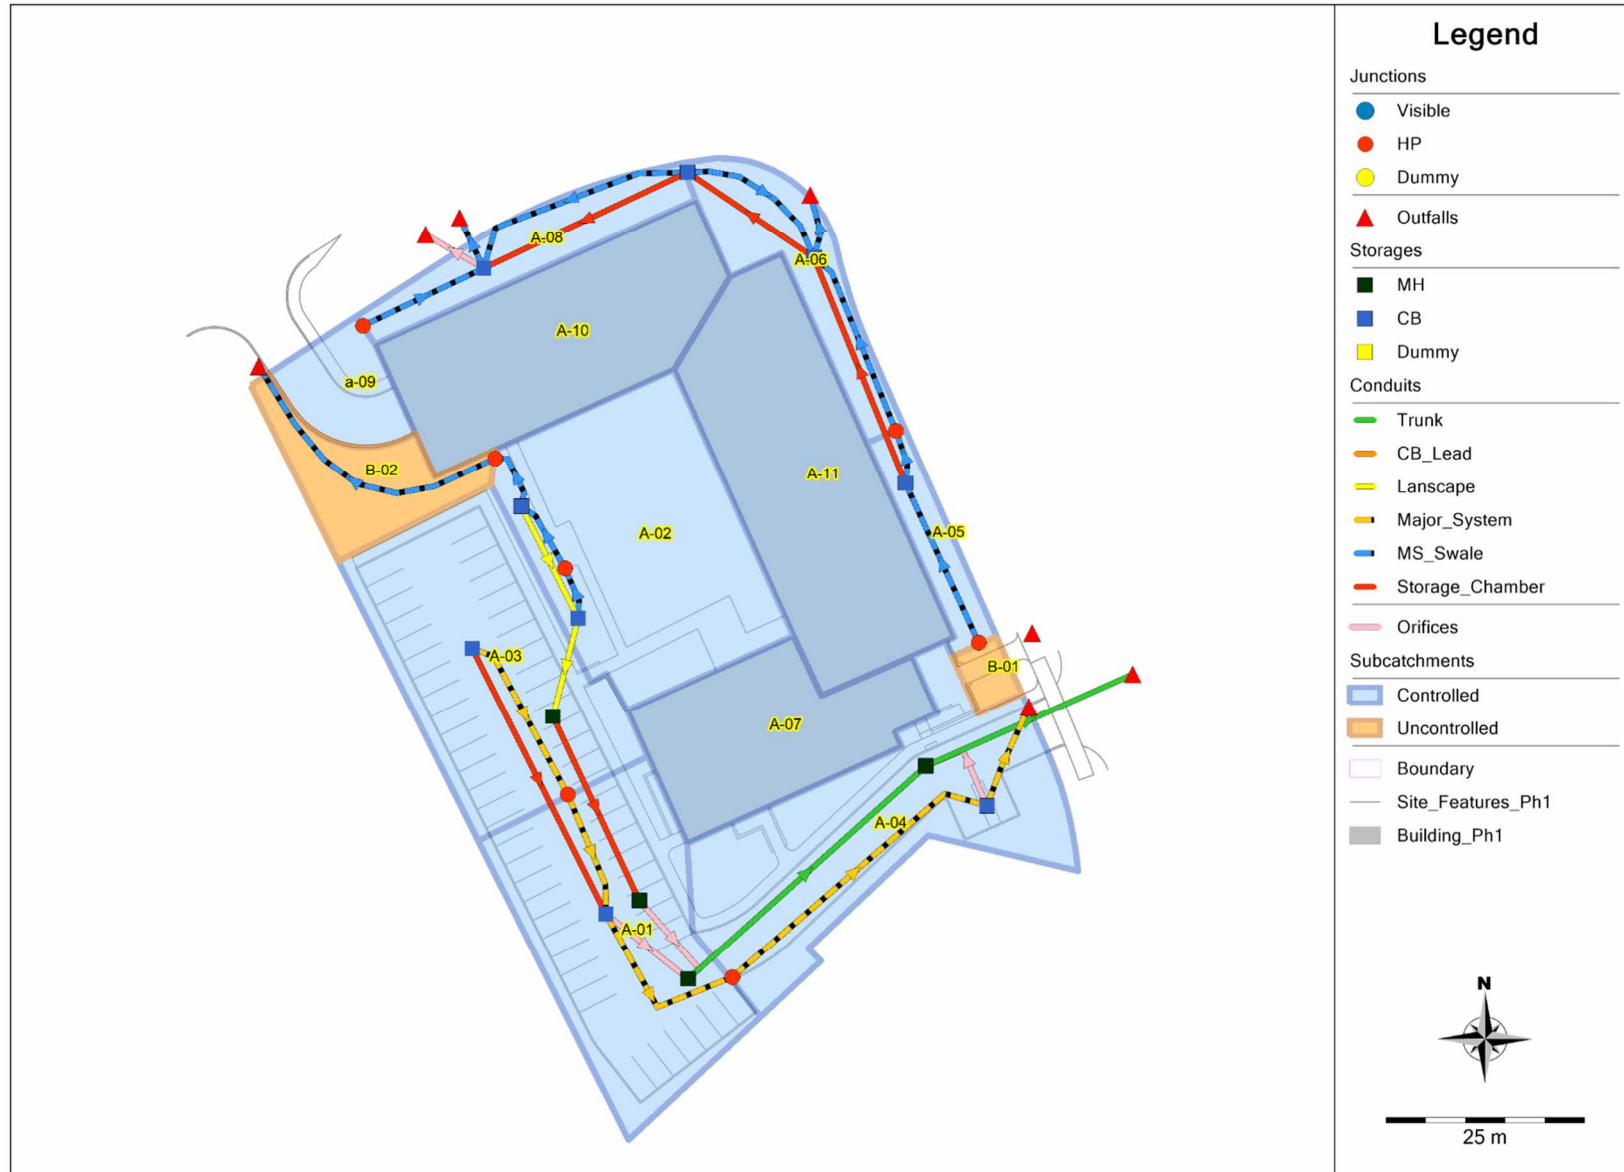 Legend
Junctions
Visible
HP
Dummy
Outfalls
Storages
MH
CB
Dummy
Conduits
Trunk
CB_Lead
Lanscape
Major_System
MS_Swale
Storage_Chamber
Orifices
Subcatchments
Controlled
Uncontrolled
Boundary
Site_Features_Ph1
Building_Ph1
N
25 m
A-08
A-06
A-10
a-09
B-02
A-11
A-02
A-05
A-03
B-01
A-07
A-04
A-01